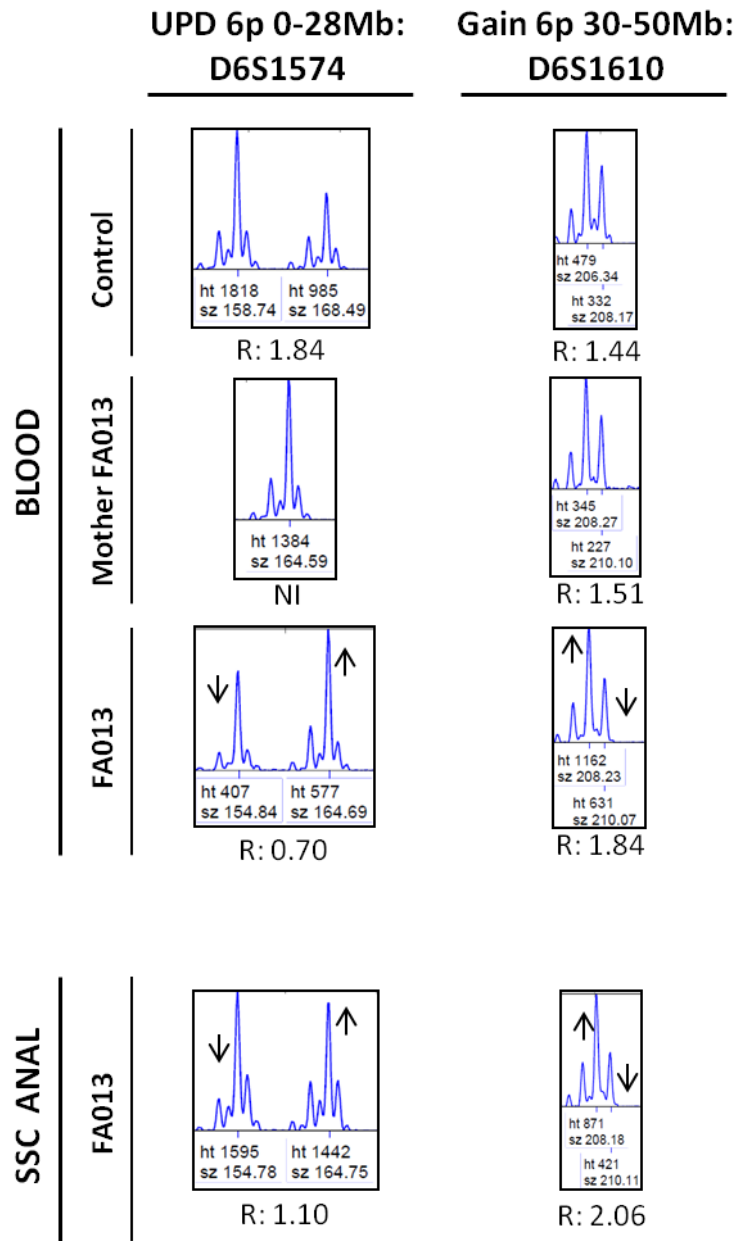 UPD 6p 0-28Mb:
D6S1574
Gain 6p 30-50Mb:
D6S1610
BLOOD
Control
ht 1818
sz 158.74
ht 985
sz 168.49
R: 1.84
ht 479
sz 206.34
ht 332
sz 208.17
R: 1.44
Mother FA013
ht 1384
sz 164.59
NI
ht 345
sz 208.27
ht 227
sz 210.10
R: 1.51
FA013
ht 407
sz 154.84
ht 577
sz 164.69
R: 0.70
ht 1162
sz 208.23
ht 631
sz 210.07
R: 1.84
SSC ANAL
FA013
ht 1595
sz 154.78
ht 1442
sz 164.75
R: 1.10
ht 871
sz 208.18
ht 421
sz 210.11
R: 2.06